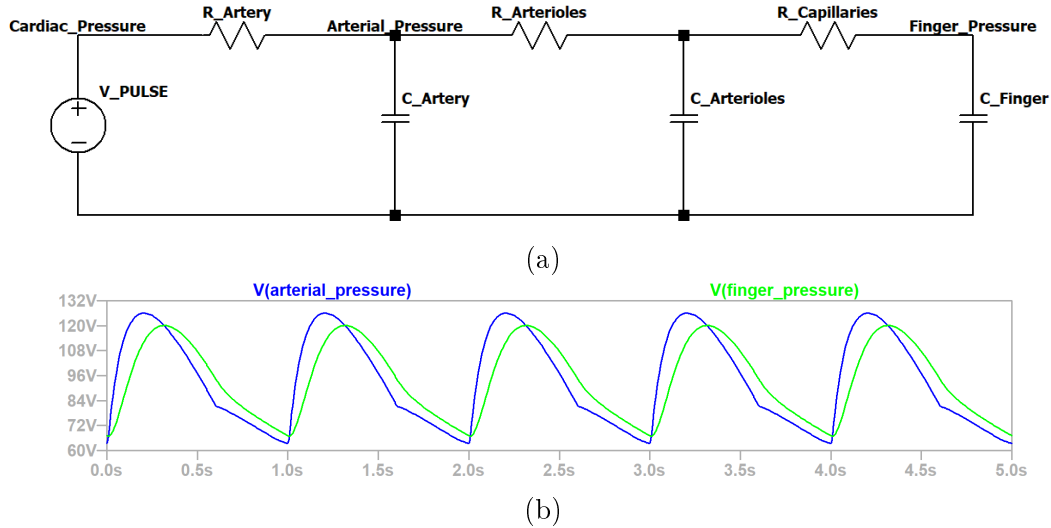 R_Artery R_Arterioles R_Capillaries
Cardiac_Pressure Arterial_Pressure Finger_Pressure
V_PULSE
C_Artery C_Arterioles C_Finger
(a)
V(arterial_pressure) V(finger_pressure)
132V
120V
108V
96V
84V
72V
60V
0.0s 0.5s 1.0s 1.5s 2.0s 2.5s 3.0s 3.5s 4.0s 4.5s 5.0s
(b)